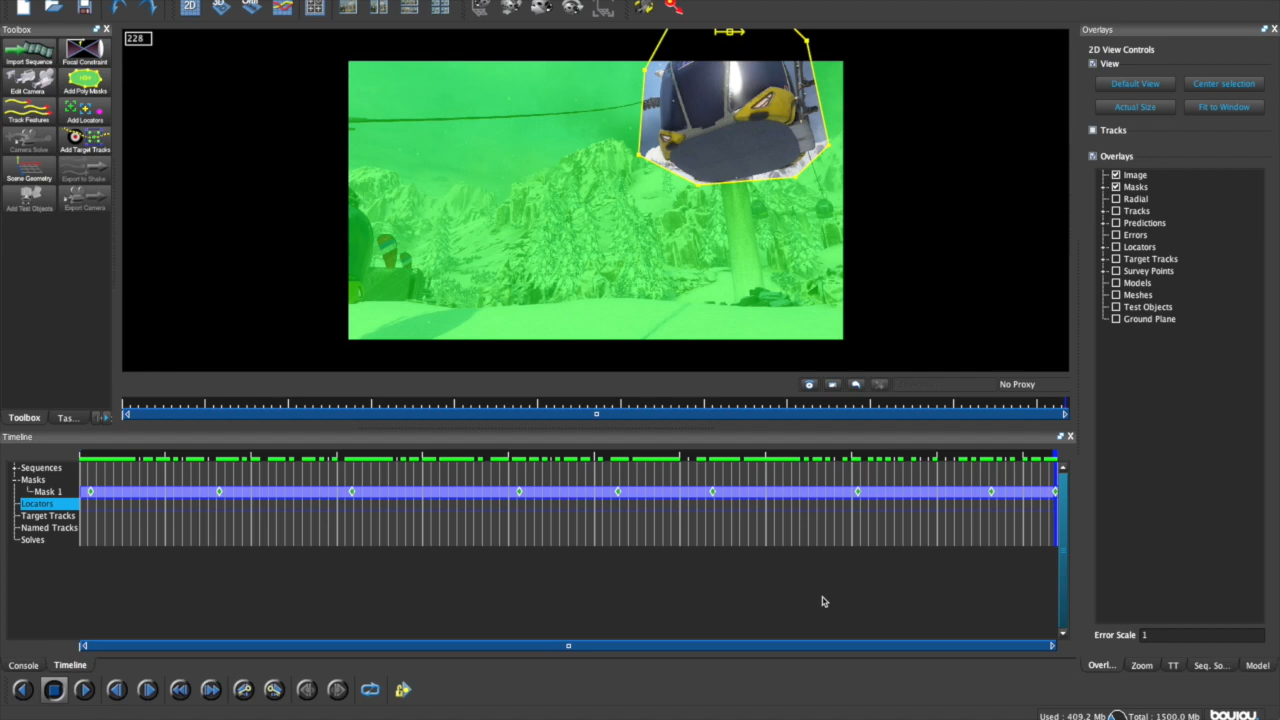 2D
3D
Toolbox
Overlays
228
2D View Controls
View
Import Sequence
Focal Constraint
Default View
Center selection
Edit Camera
Add Poly Masks
Actual Size
Fit to Window
Track Features
Add Locators
Tracks
Camera Solve
Add Target Tracks
Overlays
Scene Geometry
Export to Shake
Image
Masks
Radial
Add Test Objects
Export Camera
Tracks
Predictions
Errors
Locators
Target Tracks
Survey Points
Models
Meshes
Test Objects
Ground Plane
No Proxy
Toolbox
Tas...
Timeline
Sequences
Masks
Mask 1
Locators
Target Tracks
Named Tracks
Solves
Error Scale 1
Console
Timeline
Overl...
Zoom
TT
Seq. So...
Model
Used : 409.2 Mb
Total : 1500.0 Mb
boujou